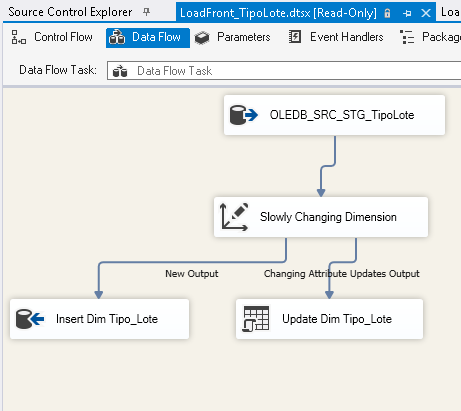 Source Control Explorer
LoadFront_TipoLote.dtsx [Read-Only]
Loa
Control Flow
Data Flow
Parameters
Event Handlers
Package
Data Flow Task:
Data Flow Task
OLEDB_SRC_STG_TipoLote
Slowly Changing Dimension
New Output
Changing Attribute Updates Output
Insert Dim Tipo_Lote
Update Dim Tipo_Lote